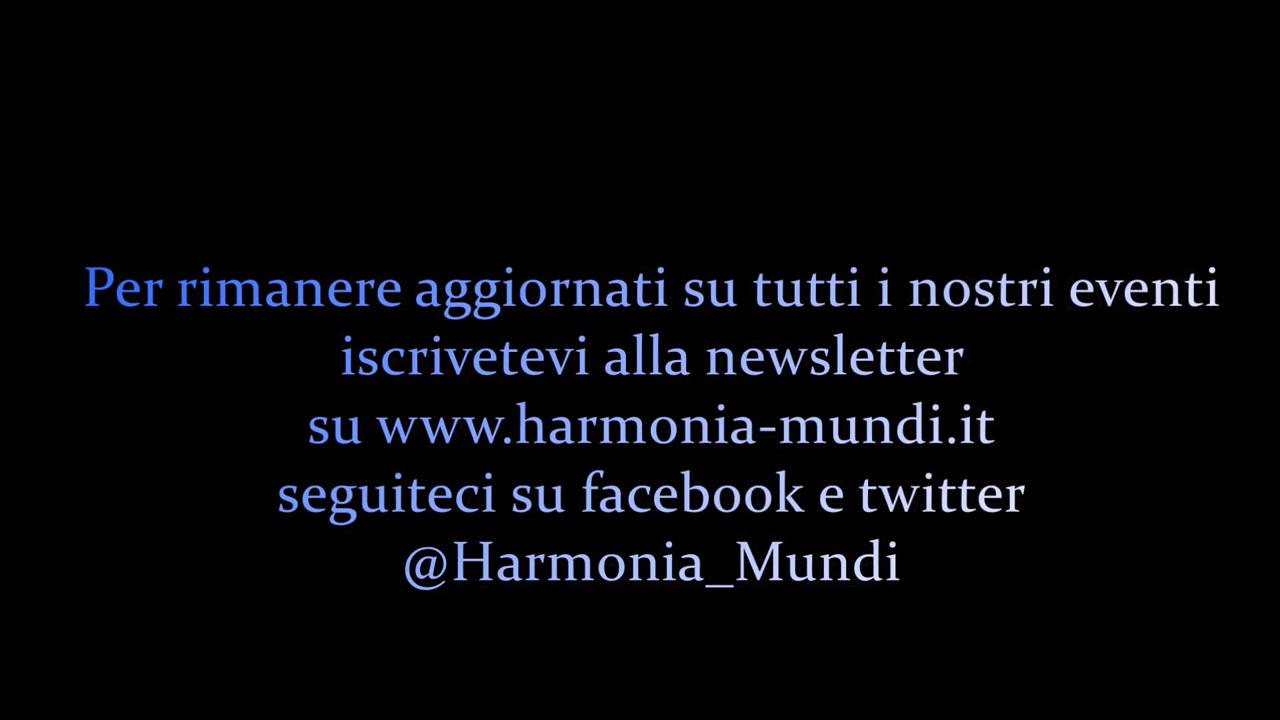 Per rimanere aggiornati su tutti i nostri eventi
iscrivetevi alla newsletter
su www.harmonia-mundi.it
seguiteci su facebook e twitter
@Harmonia_Mundi